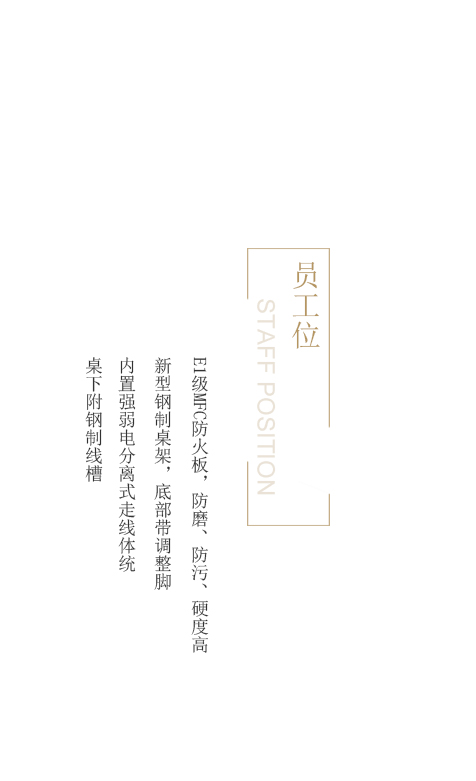 员工位
STAFF POSITION
E1级MFC防火板，防磨、防污、硬度高
新型钢制桌架，底部带调整脚
内置强弱电分离式走线体统
桌下附钢制线槽